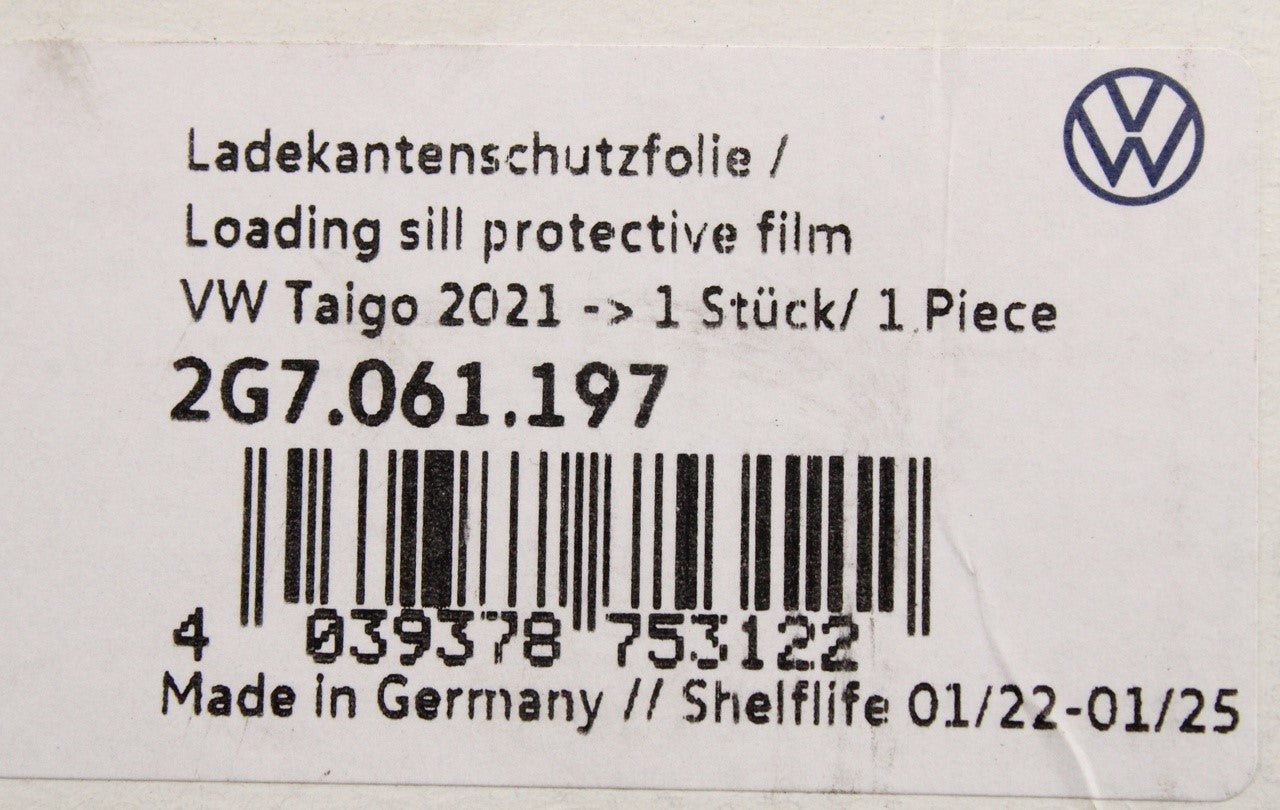 Ladekantenschutzfolie /
Loading sill protective film
VW Taigo 2021 -> 1 Stück/ 1 Piece
2G7.061.197
4 039378 753122
Made in Germany // Shelflife 01/22-01/25